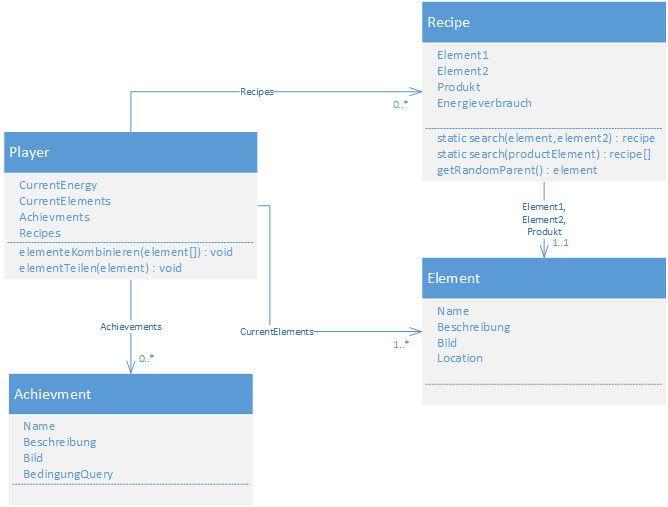 Recipe
Element1
Element2
Produkt
Energieverbrauch
static search(element,element2) : recipe
static search(productElement) : recipe[]
getRandomParent() : element
Recipes
0..*
Player
CurrentEnergy
CurrentElements
Achievments
Recipes
elementeKombinieren(element[]) : void
elementTeilen(element) : void
Element1,
Element2,
Produkt
1..1
Element
Name
Beschreibung
Bild
Location
Achievements
0..*
CurrentElements
1..*
Achievment
Name
Beschreibung
Bild
BedingungQuery